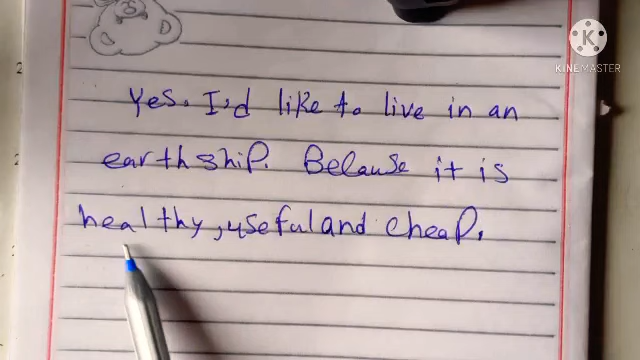 K
KINEMASTER
Yes. I'd like to live in an
earthship. Because it is
healthy, useful and cheap.